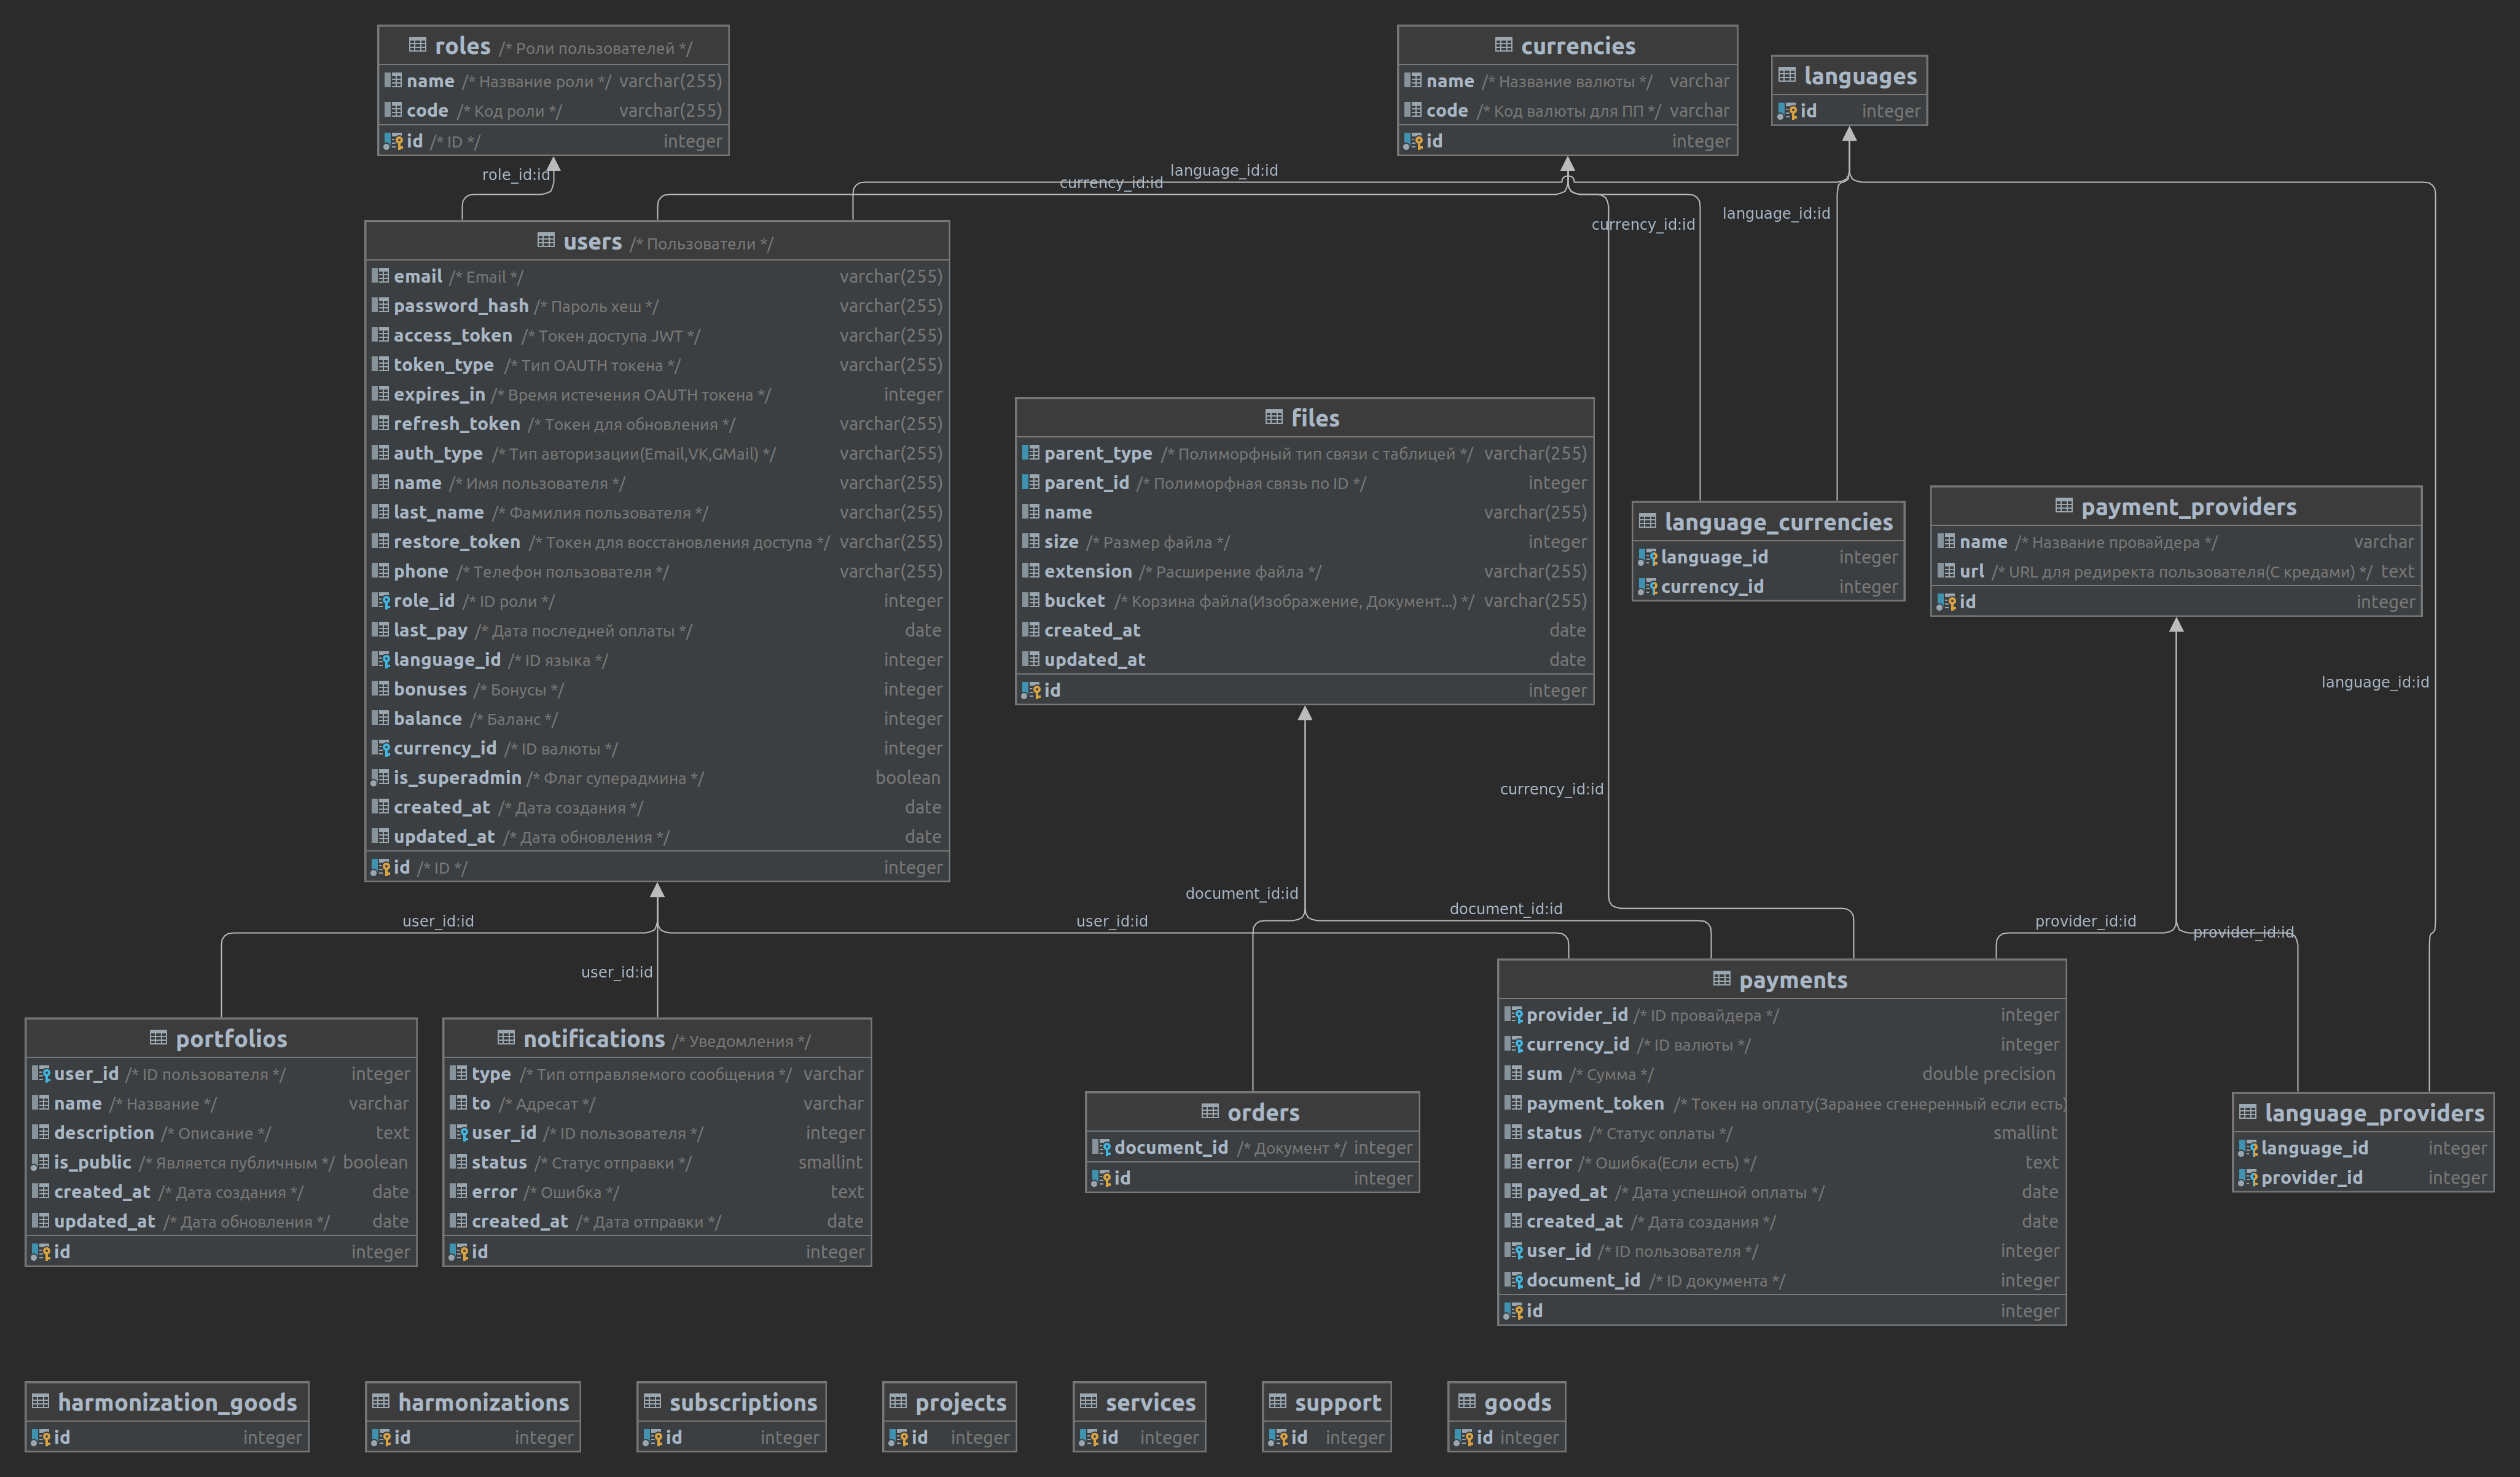 roles /* Роли пользователей */
name /* Название роли */ varchar(255)
code /* Код роли */ varchar(255)
id /* ID */ integer
currencies
name /* Название валюты */ varchar
code /* Код валюты для ПП */ varchar
id integer
languages
id integer
role_id:id
currency_id:id
language_id:id
currency_id:id
language_id:id
users /* Пользователи */
email /* Email */ varchar(255)
password_hash /* Пароль хеш */ varchar(255)
access_token /* Токен доступа JWT */ varchar(255)
token_type /* Тип OAUTH токена */ varchar(255)
expires_in /* Время истечения OAUTH токена */ integer
refresh_token /* Токен для обновления */ varchar(255)
auth_type /* Тип авторизации(Email,VK,GMail) */ varchar(255)
name /* Имя пользователя */ varchar(255)
last_name /* Фамилия пользователя */ varchar(255)
restore_token /* Токен для восстановления доступа */ varchar(255)
phone /* Телефон пользователя */ varchar(255)
role_id /* ID роли */ integer
last_pay /* Дата последней оплаты */ date
language_id /* ID языка */ integer
bonuses /* Бонусы */ integer
balance /* Баланс */ integer
currency_id /* ID валюты */ integer
is_superadmin /* Флаг суперадмина */ boolean
created_at /* Дата создания */ date
updated_at /* Дата обновления */ date
id /* ID */ integer
files
parent_type /* Полиморфный тип связи с таблицей */ varchar(255)
parent_id /* Полиморфная связь по ID */ integer
name varchar(255)
size /* Размер файла */ integer
extension /* Расширение файла */ varchar(255)
bucket /* Корзина файла(Изображение, Документ...) */ varchar(255)
created_at date
updated_at date
id integer
language_currencies
language_id integer
currency_id integer
payment_providers
name /* Название провайдера */ varchar
url /* URL для редиректа пользователя(С кредами) */ text
id integer
language_id:id
currency_id:id
document_id:id
document_id:id
user_id:id
user_id:id
user_id:id
provider_id:id
provider_id:id
portfolios
user_id /* ID пользователя */ integer
name /* Название */ varchar
description /* Описание */ text
is_public /* Является публичным */ boolean
created_at /* Дата создания */ date
updated_at /* Дата обновления */ date
id integer
notifications /* Уведомления */
type /* Тип отправляемого сообщения */ varchar
to /* Адресат */ varchar
user_id /* ID пользователя */ integer
status /* Статус отправки */ smallint
error /* Ошибка */ text
created_at /* Дата отправки */ date
id integer
orders
document_id /* Документ */ integer
id integer
payments
provider_id /* ID провайдера */ integer
currency_id /* ID валюты */ integer
sum /* Сумма */ double precision
payment_token /* Токен на оплату(Заранее сгенеренный если есть)
status /* Статус оплаты */ smallint
error /* Ошибка(Если есть) */ text
payed_at /* Дата успешной оплаты */ date
created_at /* Дата создания */ date
user_id /* ID пользователя */ integer
document_id /* ID документа */ integer
id integer
language_providers
language_id integer
provider_id integer
harmonization_goods
id integer
harmonizations
id integer
subscriptions
id integer
projects
id integer
services
id integer
support
id integer
goods
id integer